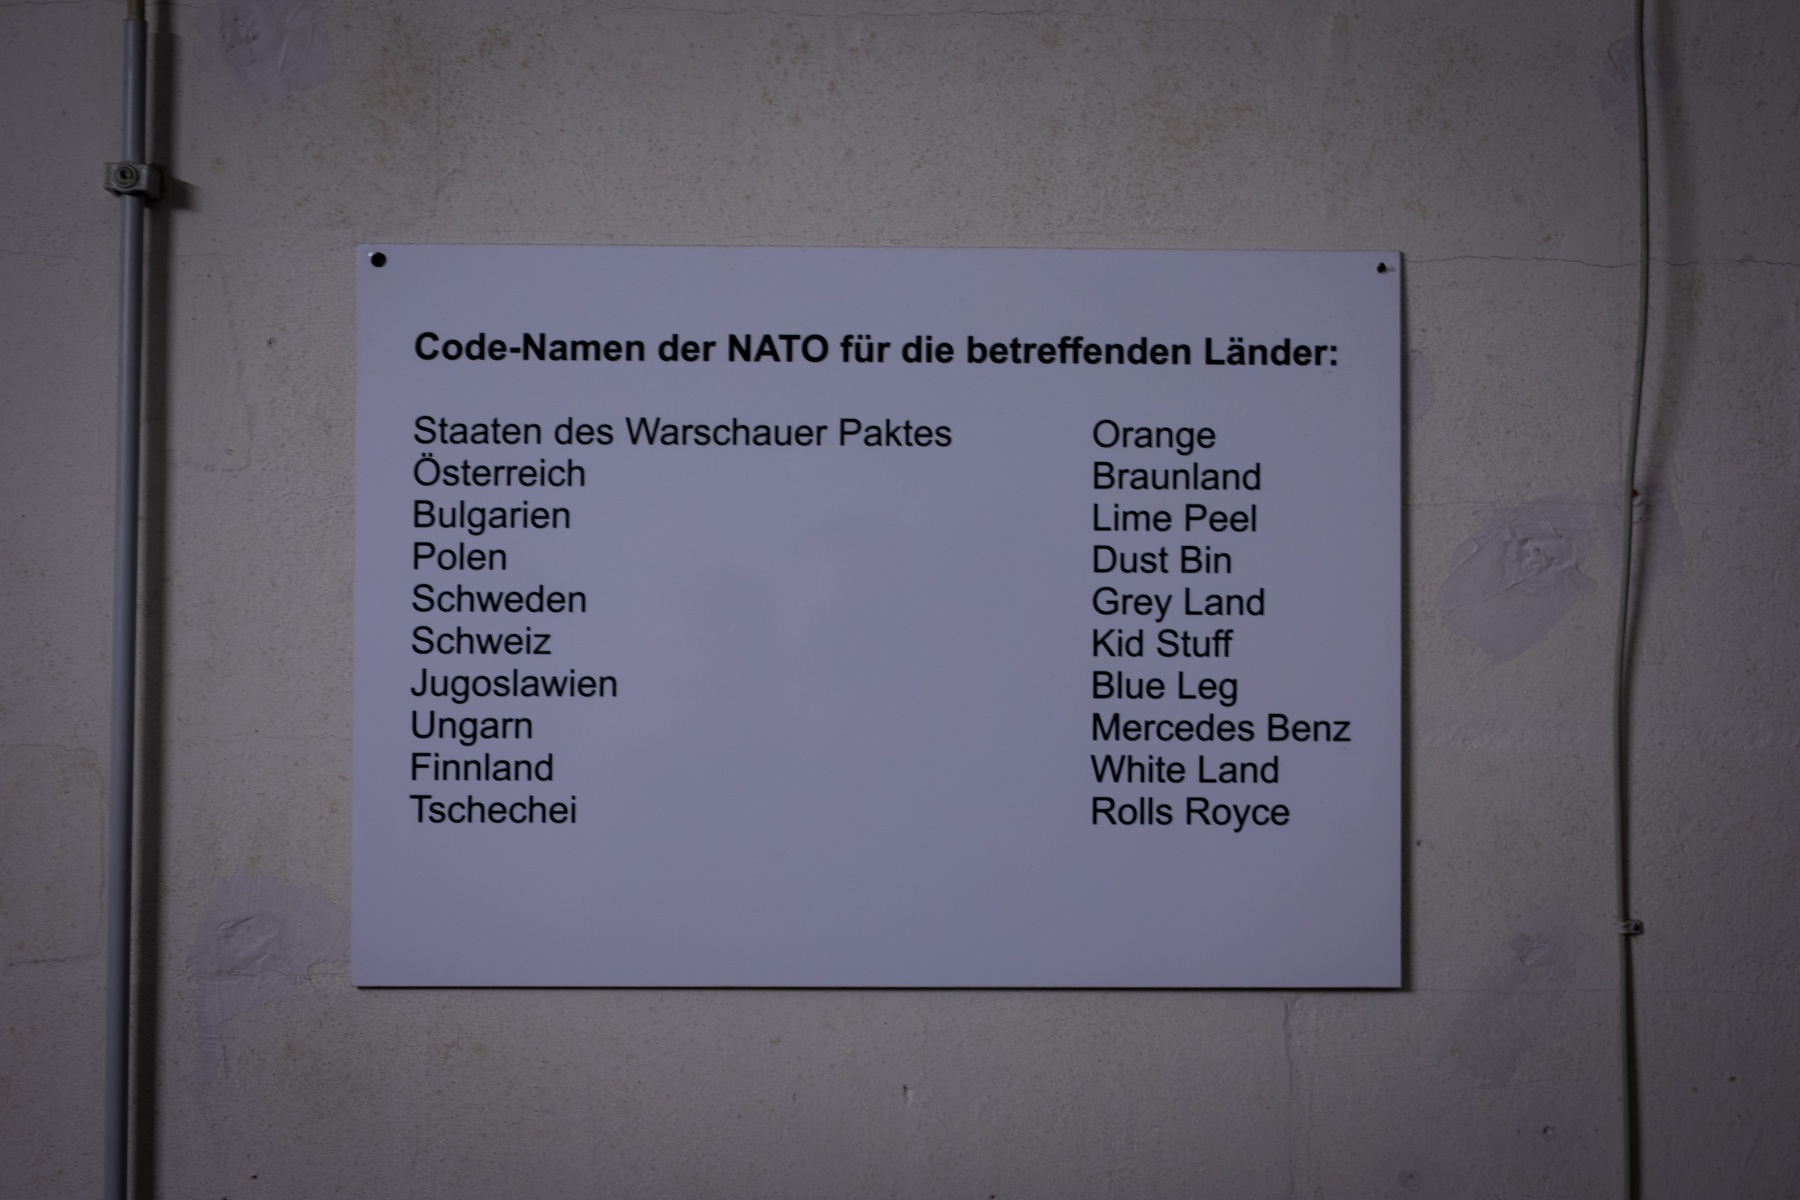 Code-Namen der NATO für die betreffenden Länder:
Staaten des Warschauer Paktes Orange
Österreich Braunland
Bulgarien Lime Peel
Polen Dust Bin
Schweden Grey Land
Schweiz Kid Stuff
Jugoslawien Blue Leg
Ungarn Mercedes Benz
Finnland White Land
Tschechei Rolls Royce